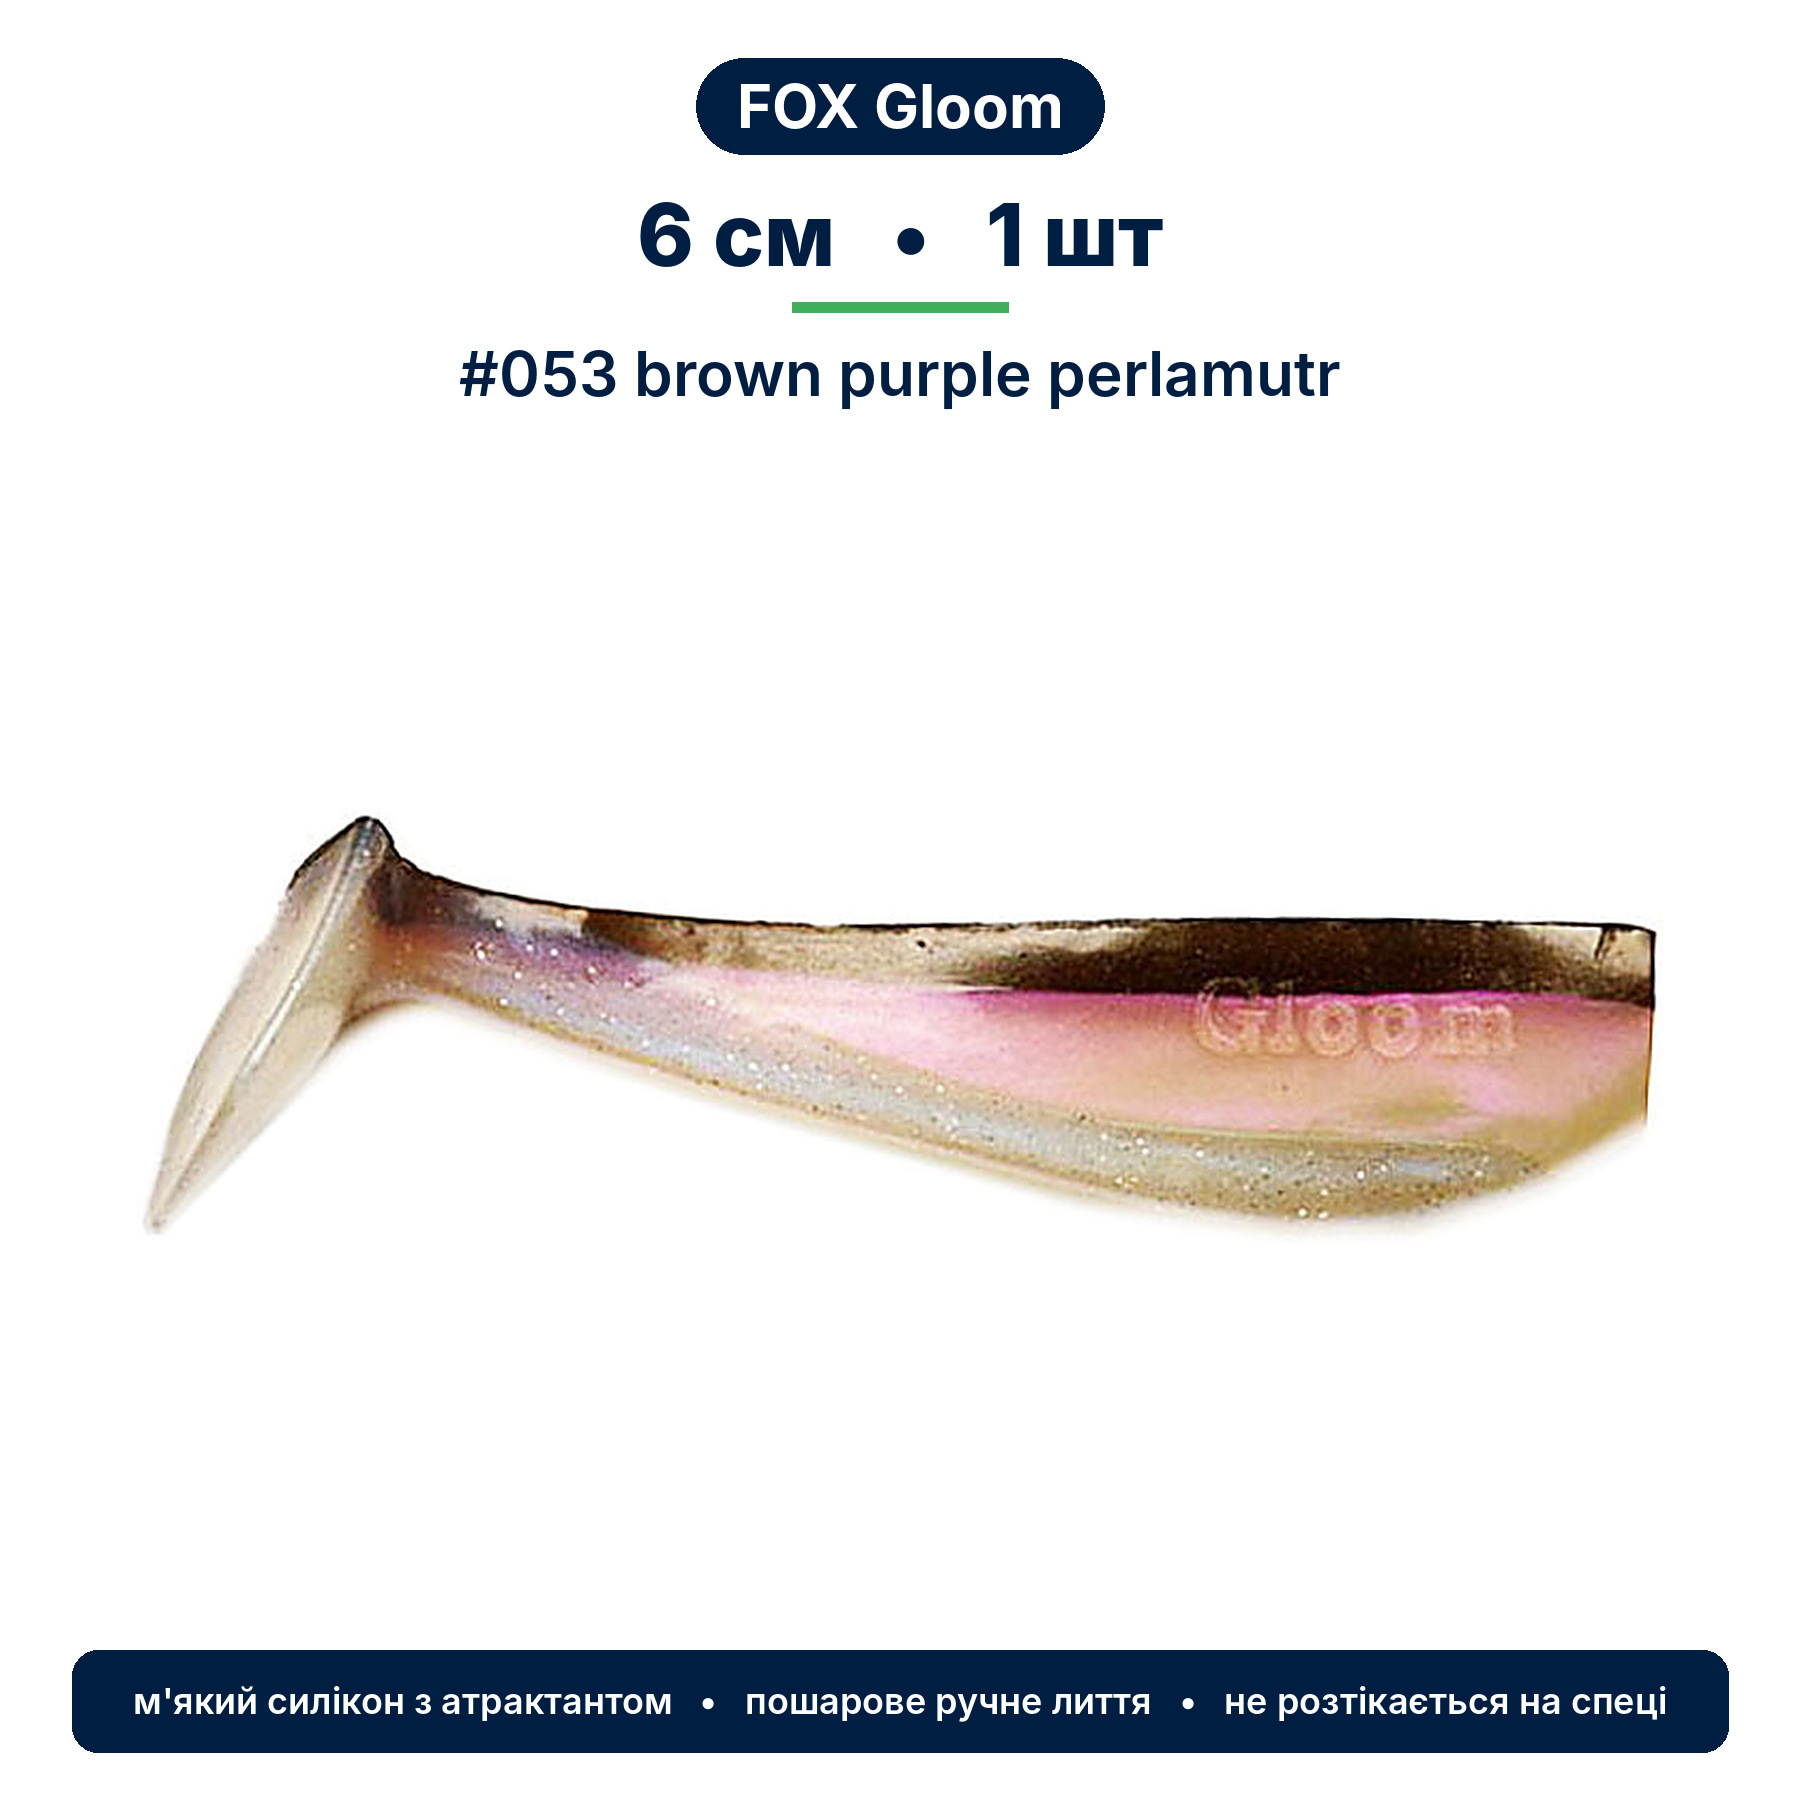 FOX Gloom
6 см • 1 шт
#053 brown purple perlamutr
Gloom
м'який силікон з атрактантом • пошарове ручне лиття • не розтікається на спеці